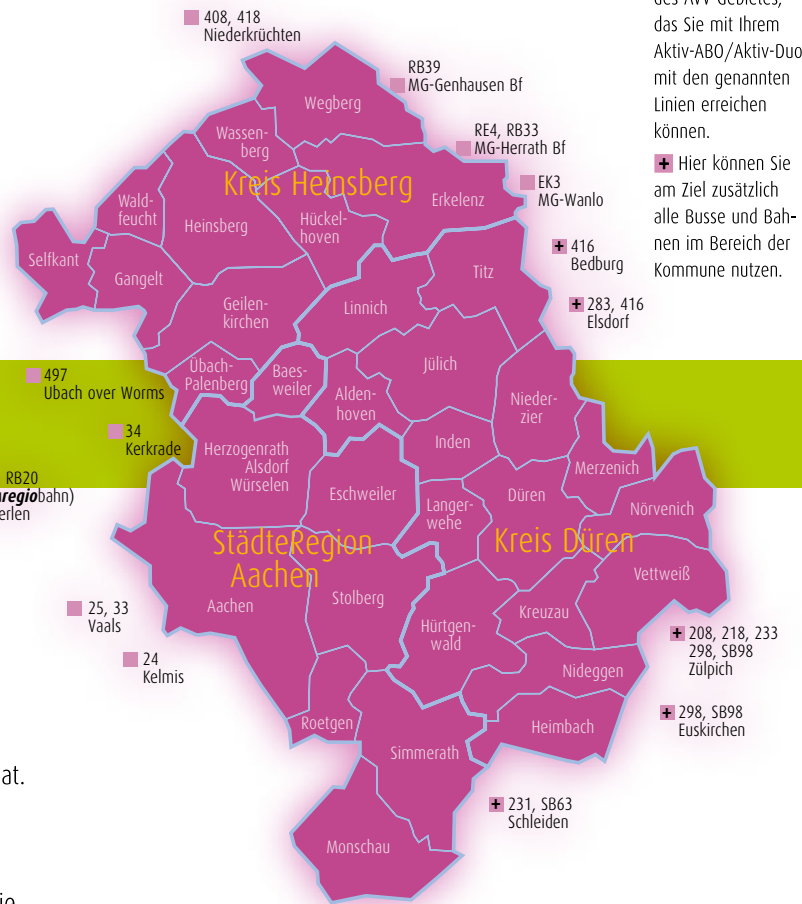 des AVV-Gebietes,
das Sie mit Ihrem
Aktiv-ABO/Aktiv-Duo
mit den genannten
Linien erreichen
können.
+ Hier können Sie
am Ziel zusätzlich
alle Busse und Bah-
nen im Bereich der
Kommune nutzen.
408, 418
Niederkrüchten
RB39
MG-Genhausen Bf
RE4, RB33
MG-Herrath Bf
EK3
MG-Wanlo
+ 416
Bedburg
+ 283, 416
Elsdorf
Wegberg
Wassen-
berg
Kreis Heinsberg
Erkelenz
Wald-
feucht
Heinsberg
Hückel-
hoven
Selfkant
Gangelt
Geilen-
kirchen
Linnich
Titz
Übach-
Palenberg
Baes-
weiler
Alden-
hoven
Jülich
Nieder-
zier
497
Ubach over Worms
34
Kerkrade
RB20
regiobahn)
erlen
Herzogenrath
Alsdorf
Würselen
Eschweiler
Inden
Langer-
wehe
Düren
Merzenich
Nörvenich
StädteRegion
Aachen
Kreis Düren
Aachen
Stolberg
Hürtgen-
wald
Kreuzau
Vettweiß
25, 33
Vaals
24
Kelmis
+ 208, 218, 233
298, SB98
Zülpich
Nideggen
+ 298, SB98
Euskirchen
Roetgen
Simmerath
Heimbach
+ 231, SB63
Schleiden
Monschau
at.